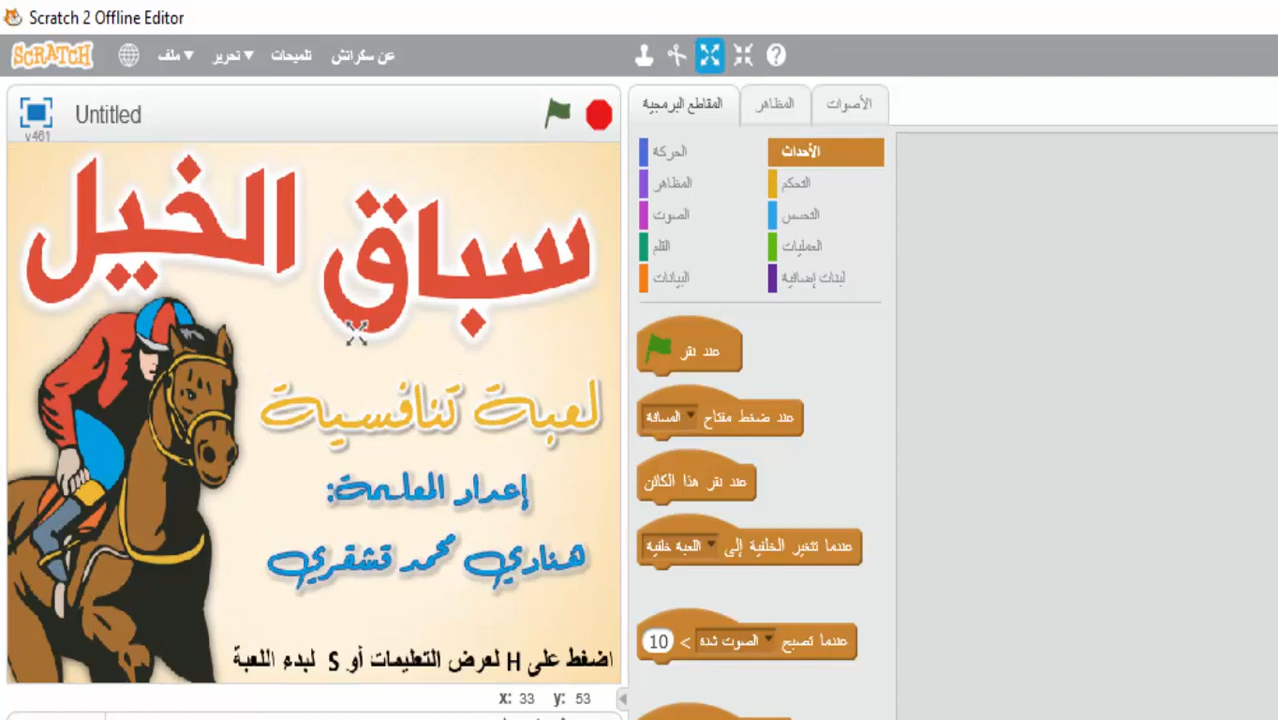 Scratch 2 Offline Editor
SCRATCH
ملف
تحرير
تلميحات
عن سكراتش
v461
Untitled
سباق الخيل
لعبة تنافسية
إعداد المعلمة:
هنادي محمد قشقري
اضغط على H لعرض التعليمات أو S لبدء اللعبة
x: 33 y: 53
المقاطع البرمجية
المظاهر
الأصوات
الحركة
الأحداث
المظاهر
التحكم
الصوت
التحسس
القلم
العمليات
البيانات
لبنات إضافية
عند نقر
عند ضغط مفتاح المسافة
عند نقر هذا الكائن
عندما تتغير الخلفية إلى اللعبة خلفية
عندما تصبح الصوت شدة > 10